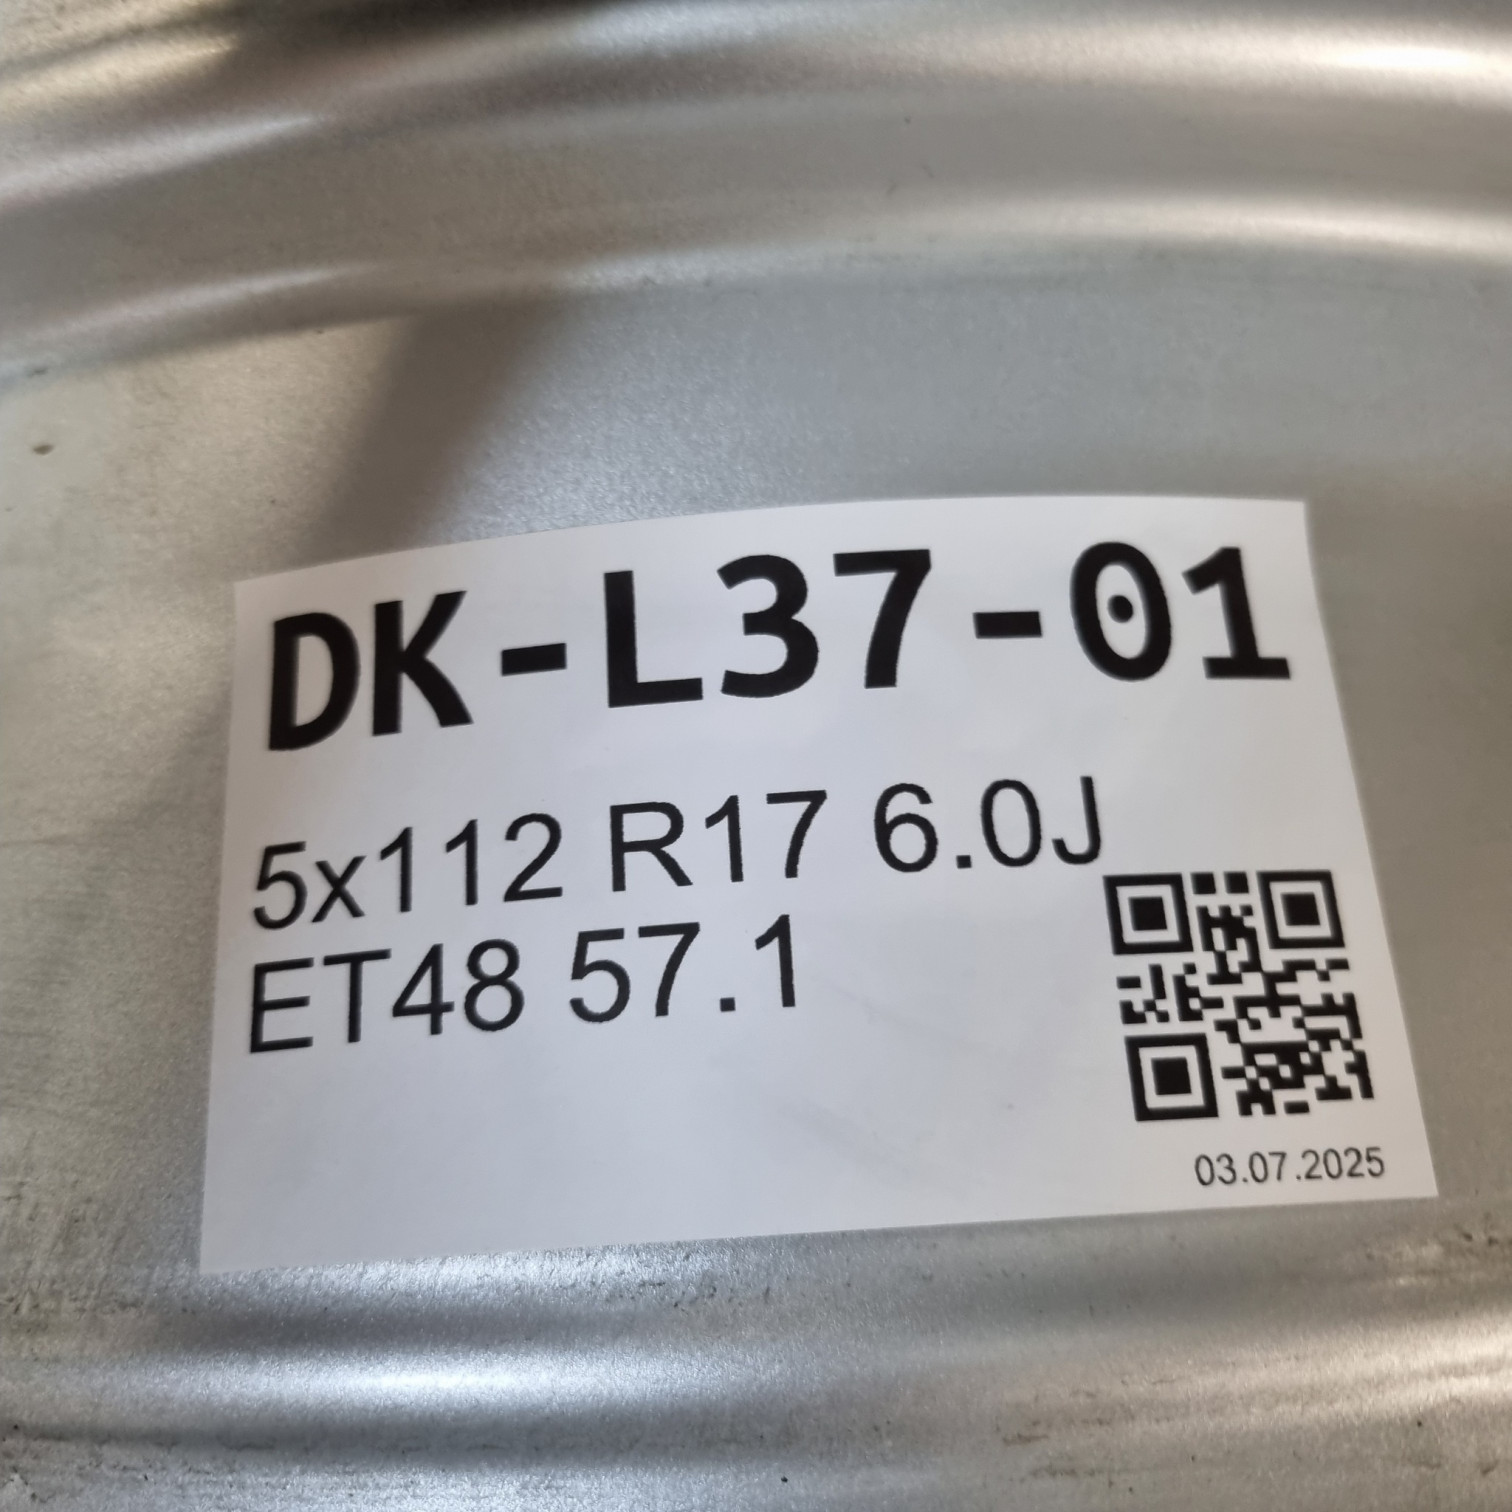 DK-L37-01
5x112 R17 6.0J
ET48 57.1
03.07.2025